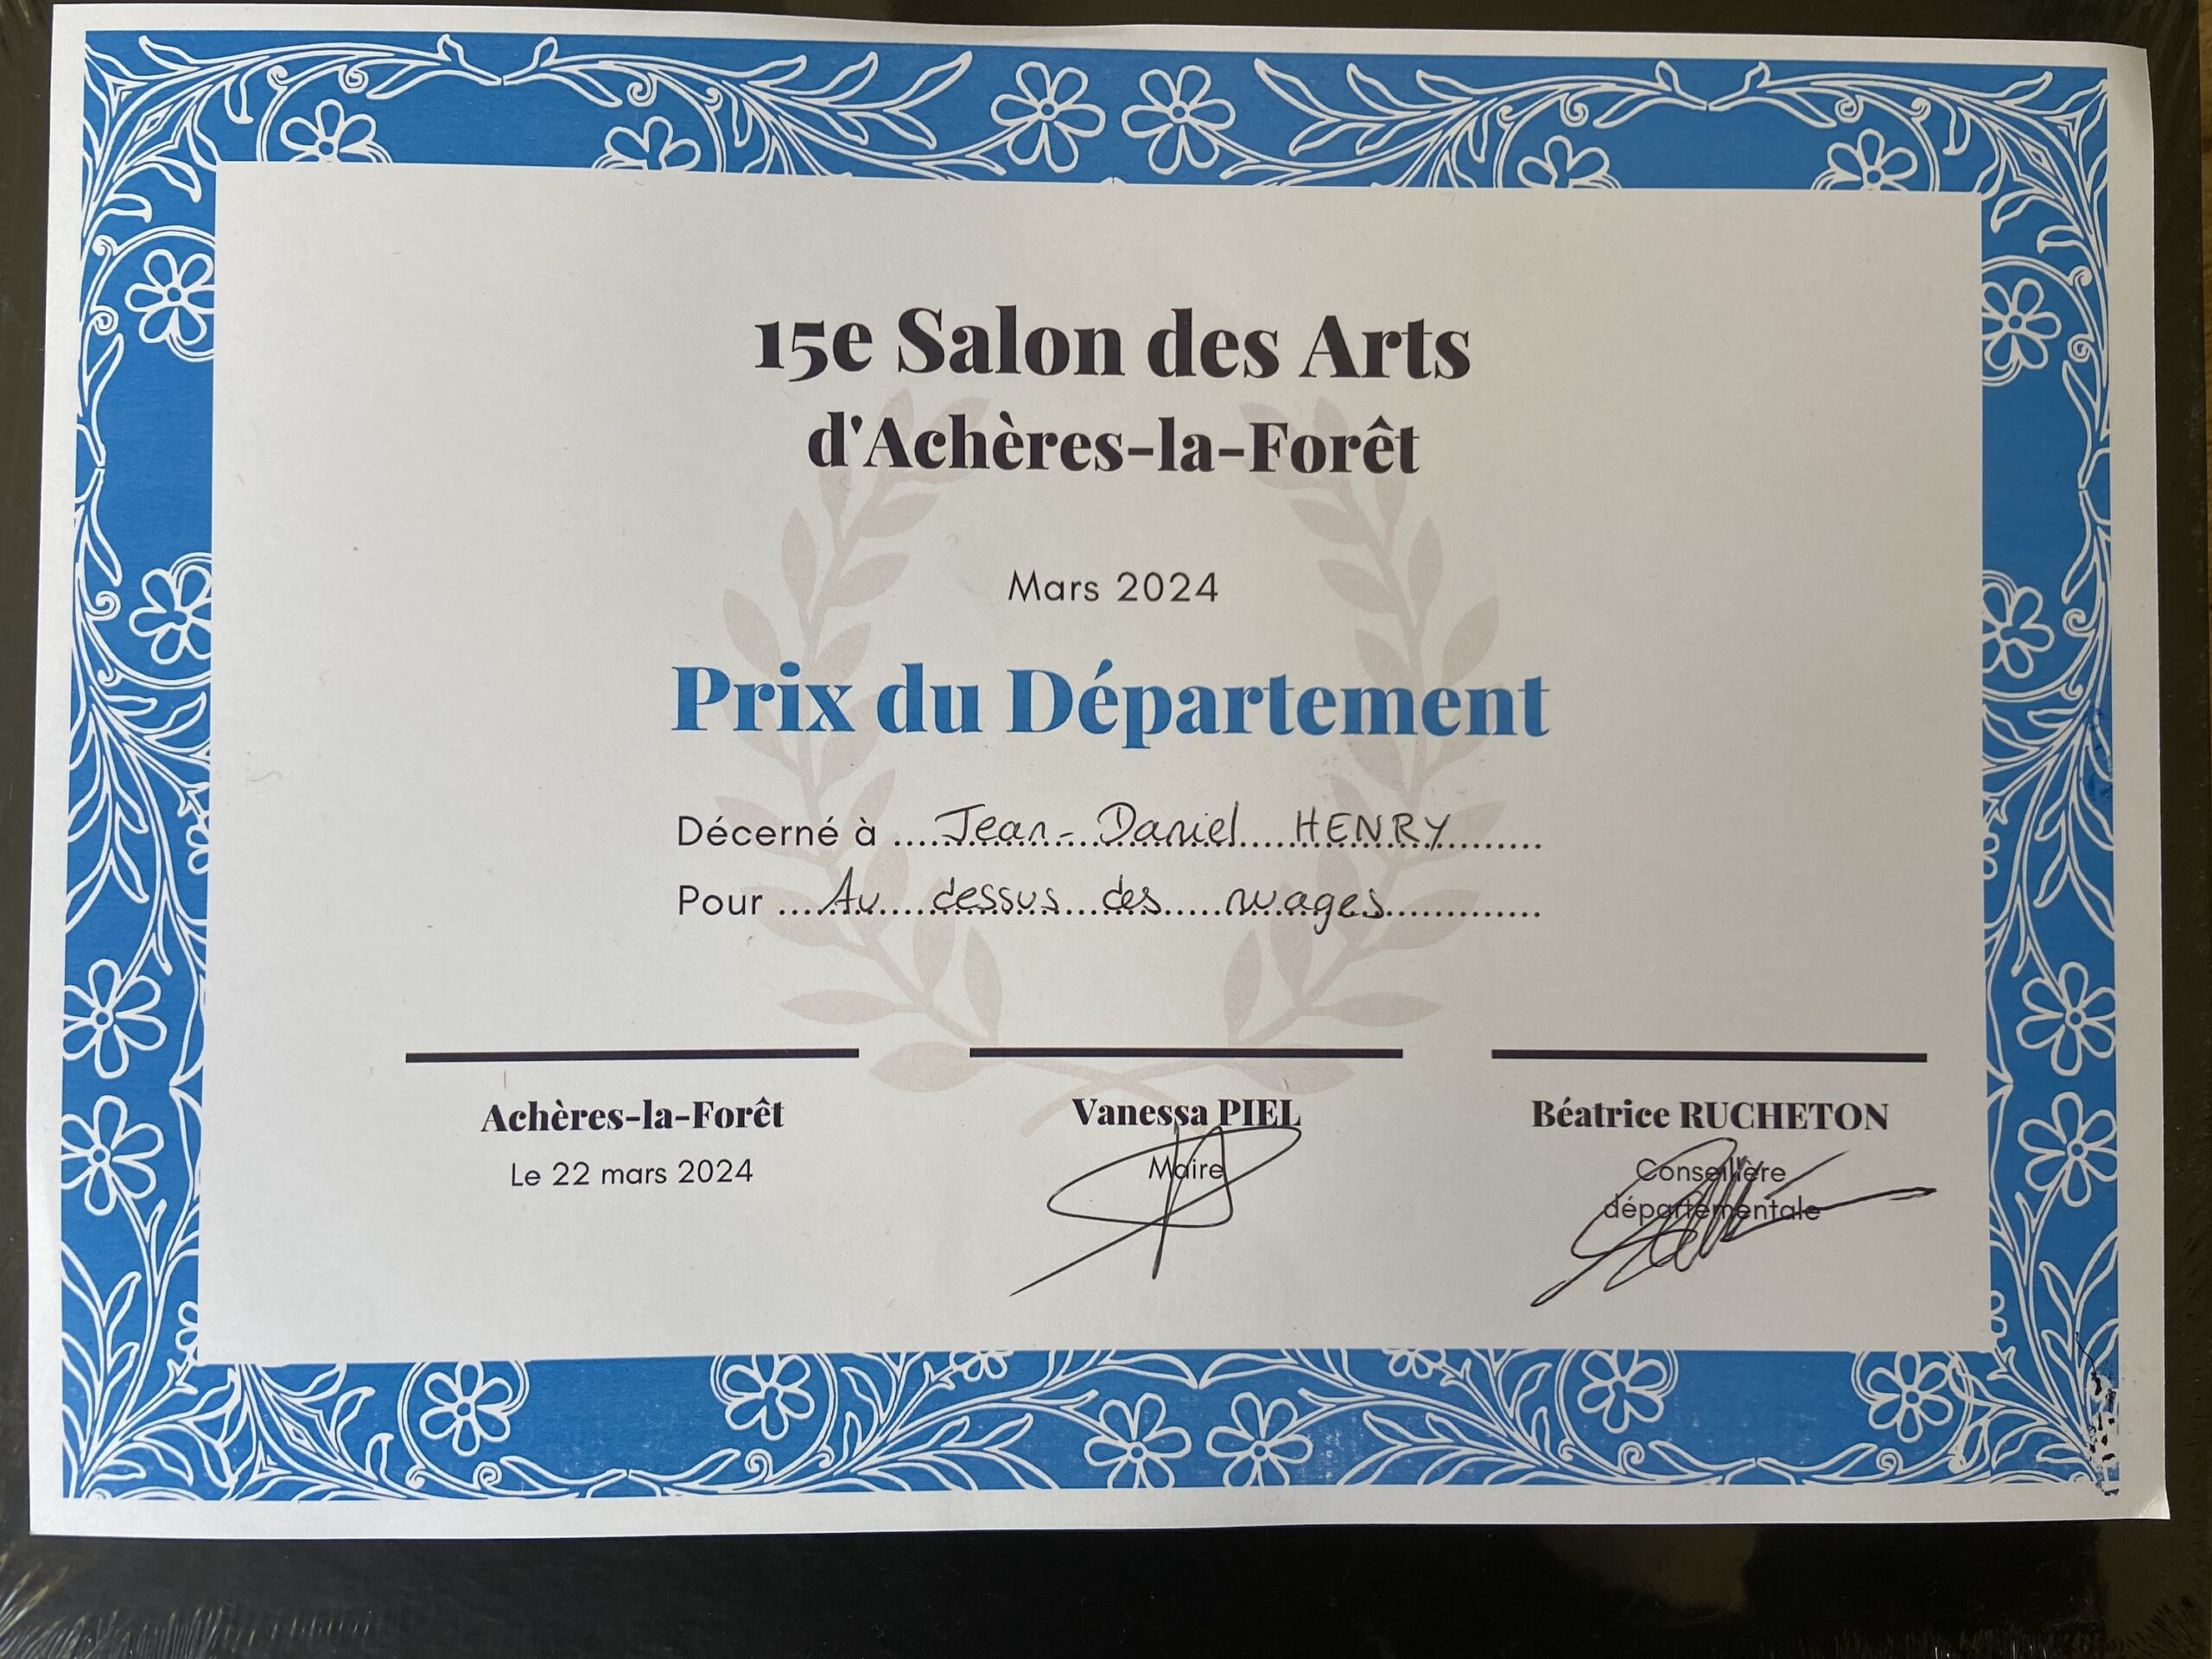 15e Salon des Arts
d'Achères-la-Forêt
Mars 2024
Prix du Département
Décerné à Jean-Daniel HENRY
Pour Au dessus des nuages
Achères-la-Forêt
Le 22 mars 2024
Vanessa PIEL
Maire
Béatrice RUCHETON
Conseillère
départementale